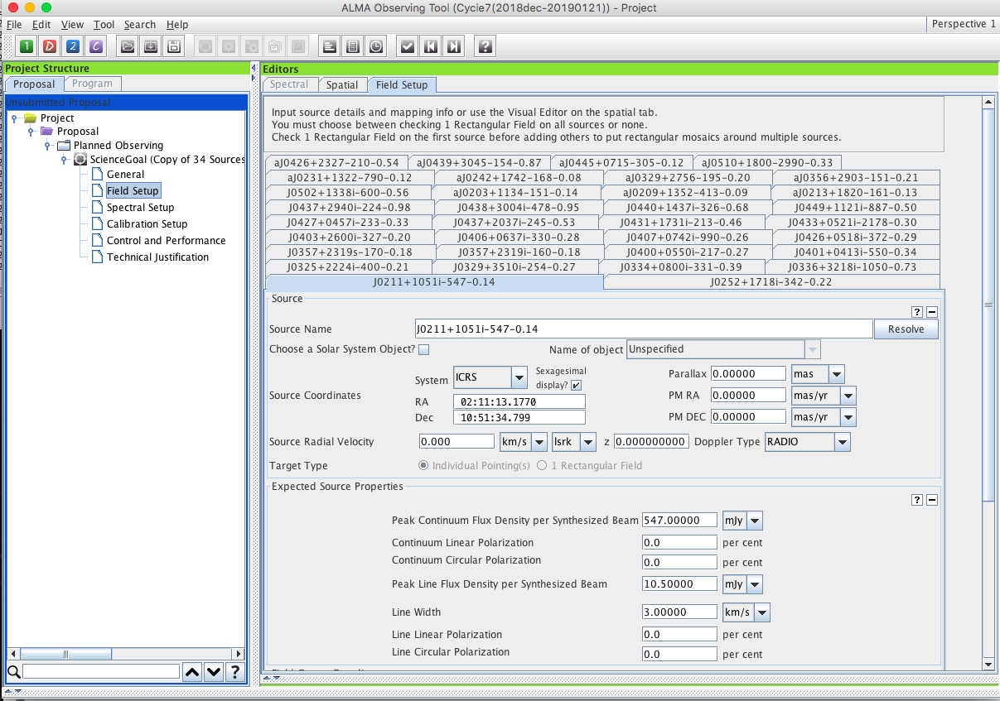 ALMA Observing Tool (Cycle7(2018dec-20190121)) - Project
File Edit View Tool Search Help
Perspective 1
1 D 2 C ?
Project Structure
Proposal Program
Unsubmitted Proposal
Project
Proposal
Planned Observing
ScienceGoal (Copy of 34 Sources
General
Field Setup
Spectral Setup
Calibration Setup
Control and Performance
Technical Justification
?
Editors
Spectral Spatial Field Setup
Input source details and mapping info or use the Visual Editor on the spatial tab.
You must choose between checking 1 Rectangular Field on all sources or none.
Check 1 Rectangular Field on the first source before adding others to put rectangular mosaics around multiple sources.
aJ0426+2327-210-0.54 aJ0439+3045-154-0.87 aJ0445+0715-305-0.12 aJ0510+1800-2990-0.33
aJ0231+1322-790-0.12 aJ0242+1742-168-0.08 aJ0329+2756-195-0.20 aJ0356+2903-151-0.21
J0502+1338i-600-0.56 aJ0203+1134-151-0.14 aJ0209+1352-413-0.09 aJ0213+1820-161-0.13
J0437+2940i-224-0.98 J0438+3004i-478-0.95 J0440+1437i-326-0.68 J0449+1121i-887-0.50
J0427+0457i-233-0.33 J0437+2037i-245-0.53 J0431+1731i-213-0.46 J0433+0521i-2178-0.30
J0403+2600i-327-0.20 J0406+0637i-330-0.28 J0407+0742i-990-0.26 J0426+0518i-372-0.29
J0357+2319s-170-0.18 J0357+2319i-160-0.18 J0400+0550i-217-0.27 J0401+0413i-550-0.34
J0325+2224i-400-0.21 J0329+3510i-254-0.27 J0334+0800i-331-0.39 J0336+3218i-1050-0.73
J0211+1051i-547-0.14 J0252+1718i-342-0.22
Source
?
Source Name J0211+1051i-547-0.14 Resolve
Choose a Solar System Object? Name of object Unspecified
Source Coordinates
System ICRS Sexagesimal display?
RA 02:11:13.1770
Dec 10:51:34.799
Parallax 0.00000 mas
PM RA 0.00000 mas/yr
PM DEC 0.00000 mas/yr
Source Radial Velocity 0.000 km/s lsrk z 0.000000000 Doppler Type RADIO
Target Type Individual Pointing(s) 1 Rectangular Field
Expected Source Properties
?
Peak Continuum Flux Density per Synthesized Beam 547.00000 mJy
Continuum Linear Polarization 0.0 per cent
Continuum Circular Polarization 0.0 per cent
Peak Line Flux Density per Synthesized Beam 10.50000 mJy
Line Width 3.00000 km/s
Line Linear Polarization 0.0 per cent
Line Circular Polarization 0.0 per cent